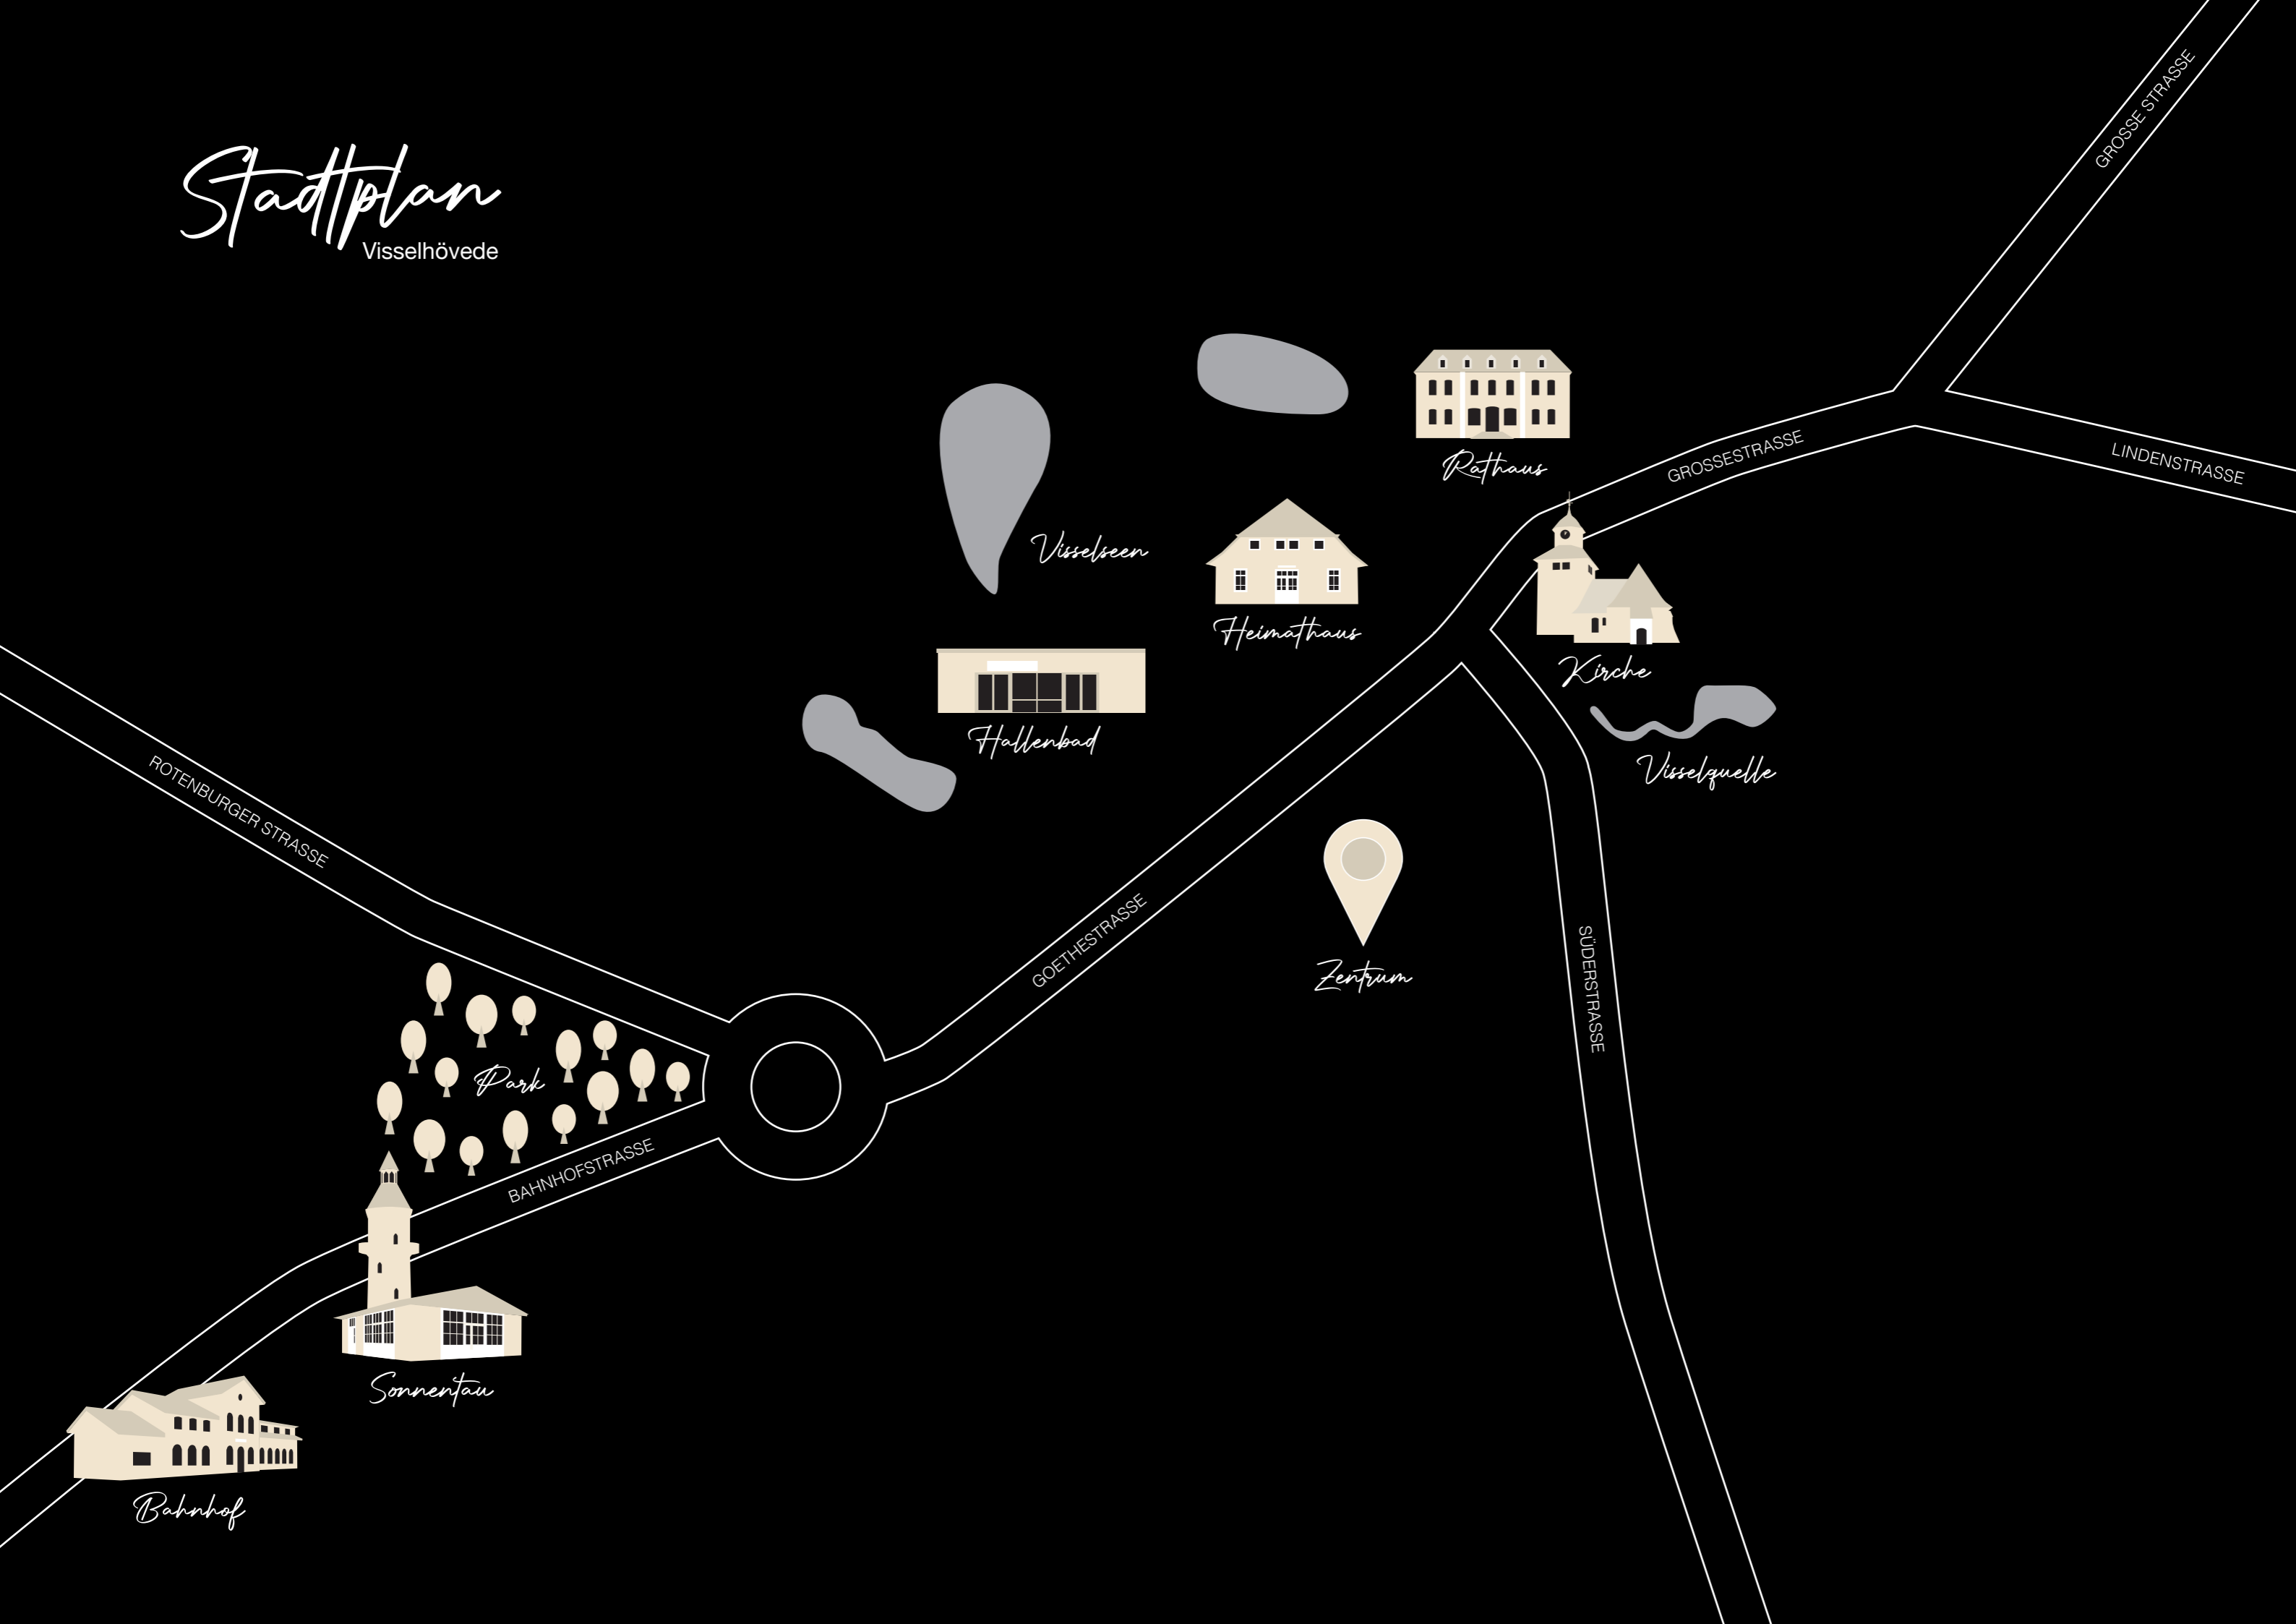 Stadtplan
Visselhövede
GROSSE STRASSE
Rathaus
GROSSESTRASSE
LINDENSTRASSE
Visselseen
Heimathaus
Kirche
Hallenbad
Visselquelle
ROTENBURGER STRASSE
GOETHESTRASSE
Zentrum
SÜDERSTRASSE
Park
BAHNHOFSTRASSE
Sonnentau
Bahnhof